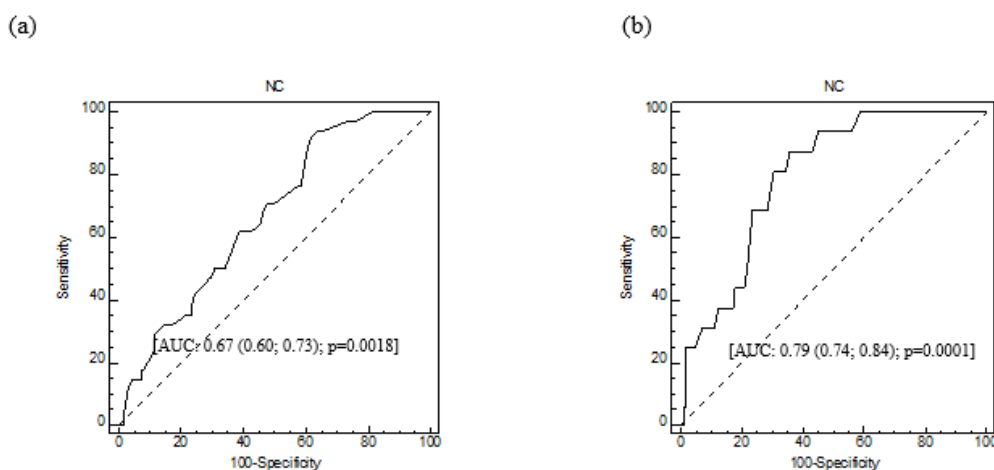 (a)
(b)
NC
100
80
60
40
20
0
Sensitivity
[AUC: 0.67 (0.60; 0.73); p=0.0018]
0 20 40 60 80 100
100-Specificity
NC
100
80
60
40
20
0
Sensitivity
[AUC: 0.79 (0.74; 0.84); p=0.0001]
0 20 40 60 80 100
100-Specificity